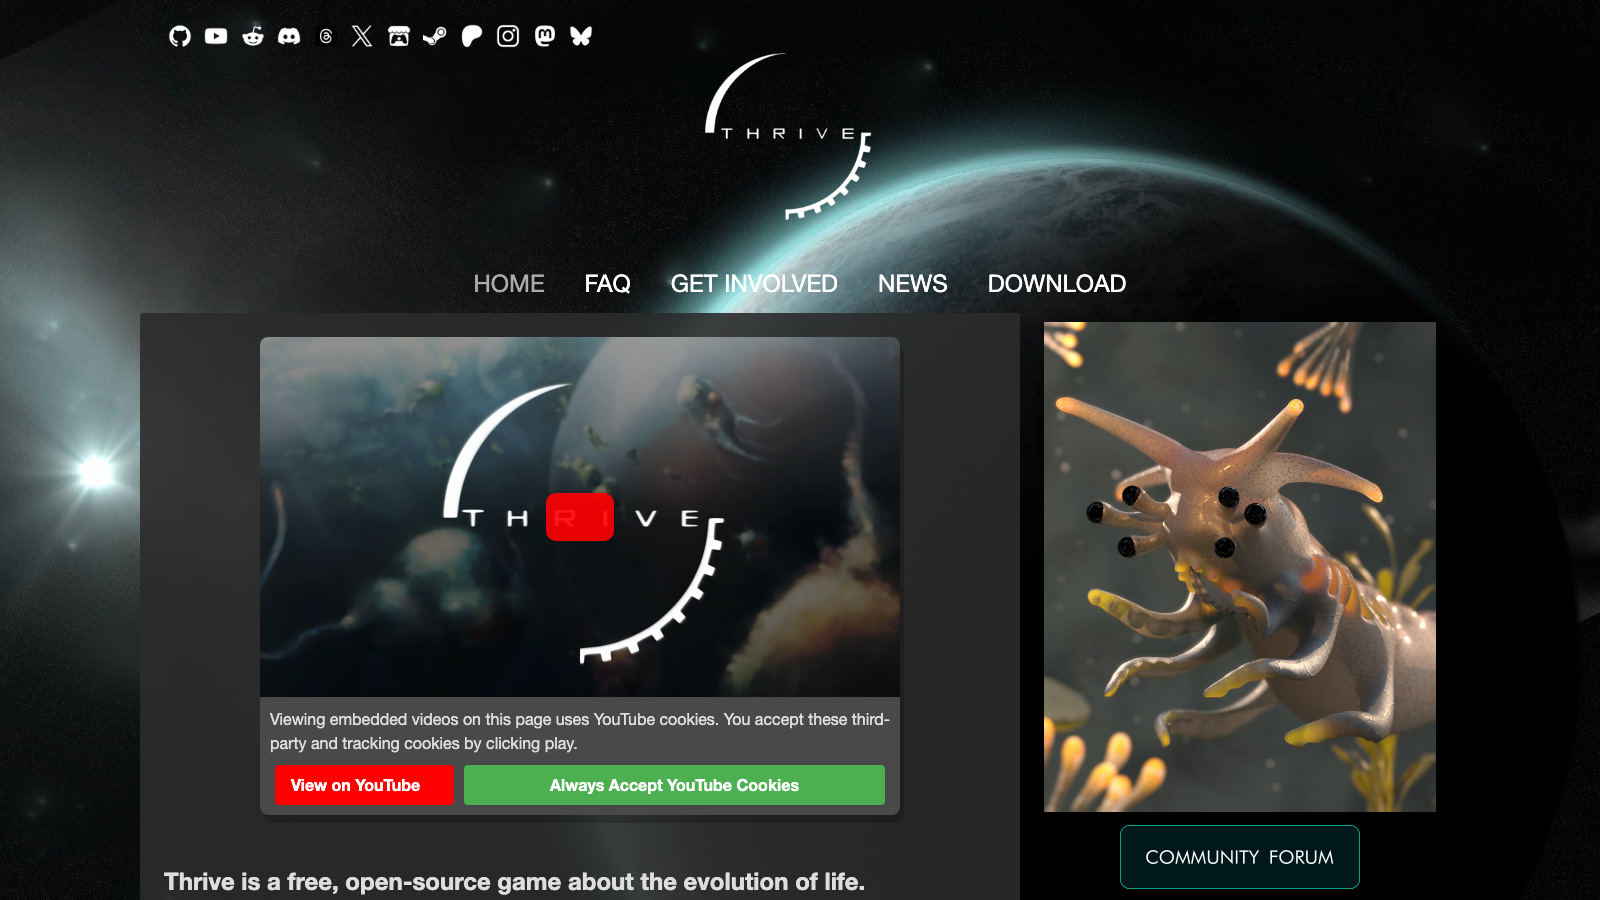 THRIVE
HOME FAQ GET INVOLVED NEWS DOWNLOAD
THRIVE
Viewing embedded videos on this page uses YouTube cookies. You accept these third-
party and tracking cookies by clicking play.
View on YouTube Always Accept YouTube Cookies
COMMUNITY FORUM
Thrive is a free, open-source game about the evolution of life.